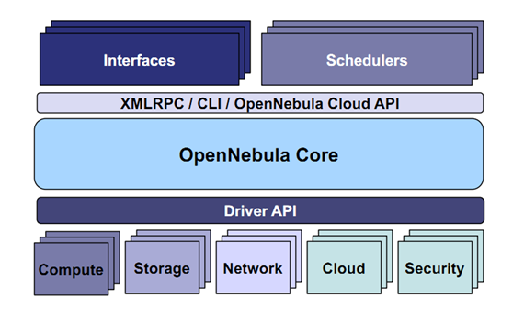 Interfaces
Schedulers
XMLRPC / CLI / OpenNebula Cloud API
OpenNebula Core
Driver API
Compute
Storage
Network
Cloud
Security